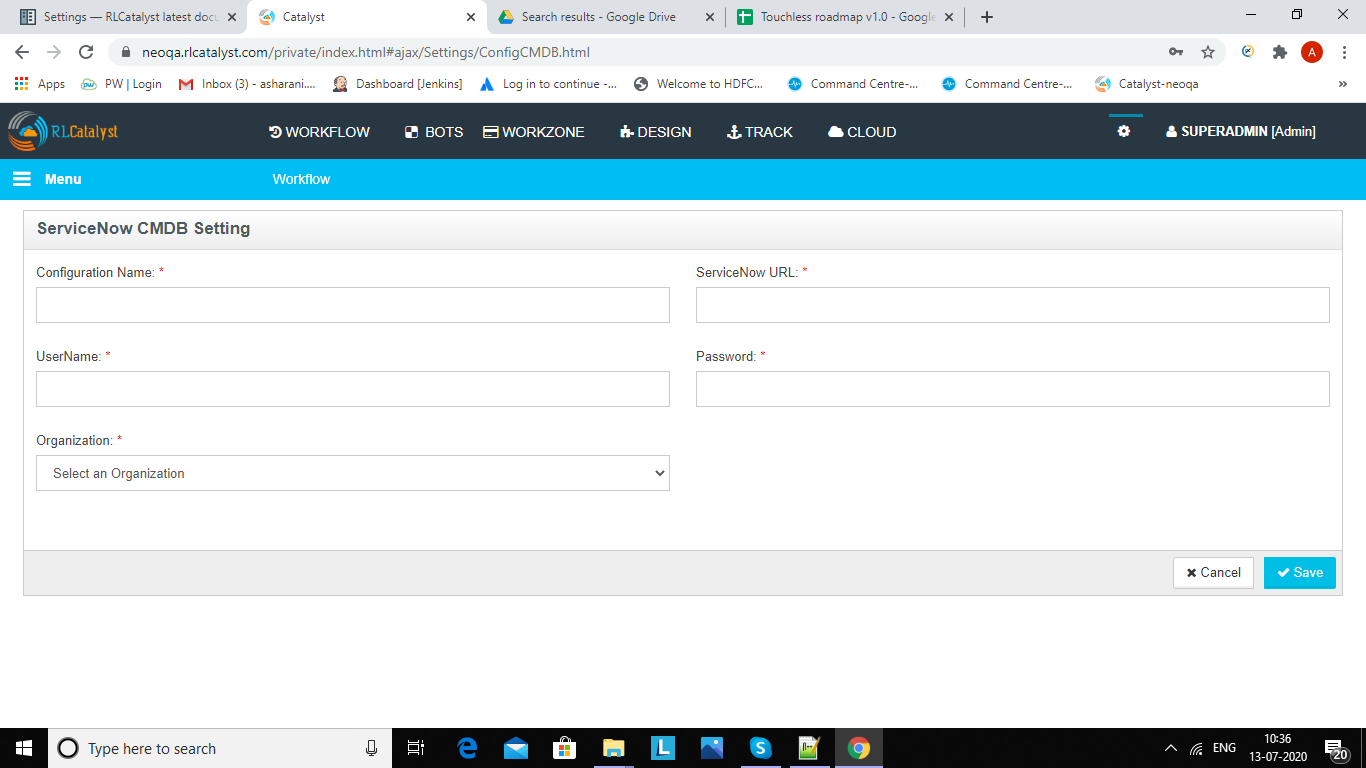 Settings — RLCatalyst latest docu
Catalyst
Search results - Google Drive
Touchless roadmap v1.0 - Google
neoqa.rlcatalyst.com/private/index.html#ajax/Settings/ConfigCMDB.html
A
Apps
PW | Login
Inbox (3) - asharani....
Dashboard [Jenkins]
Log in to continue -...
Welcome to HDFC...
Command Centre-...
Command Centre-...
Catalyst-neoqa
»
RLCatalyst
WORKFLOW
BOTS
WORKZONE
DESIGN
TRACK
CLOUD
SUPERADMIN [Admin]
Menu
Workflow
ServiceNow CMDB Setting
Configuration Name: *
ServiceNow URL: *
UserName: *
Password: *
Organization: *
Select an Organization
Cancel
Save
Type here to search
L
ENG
10:36
13-07-2020
20